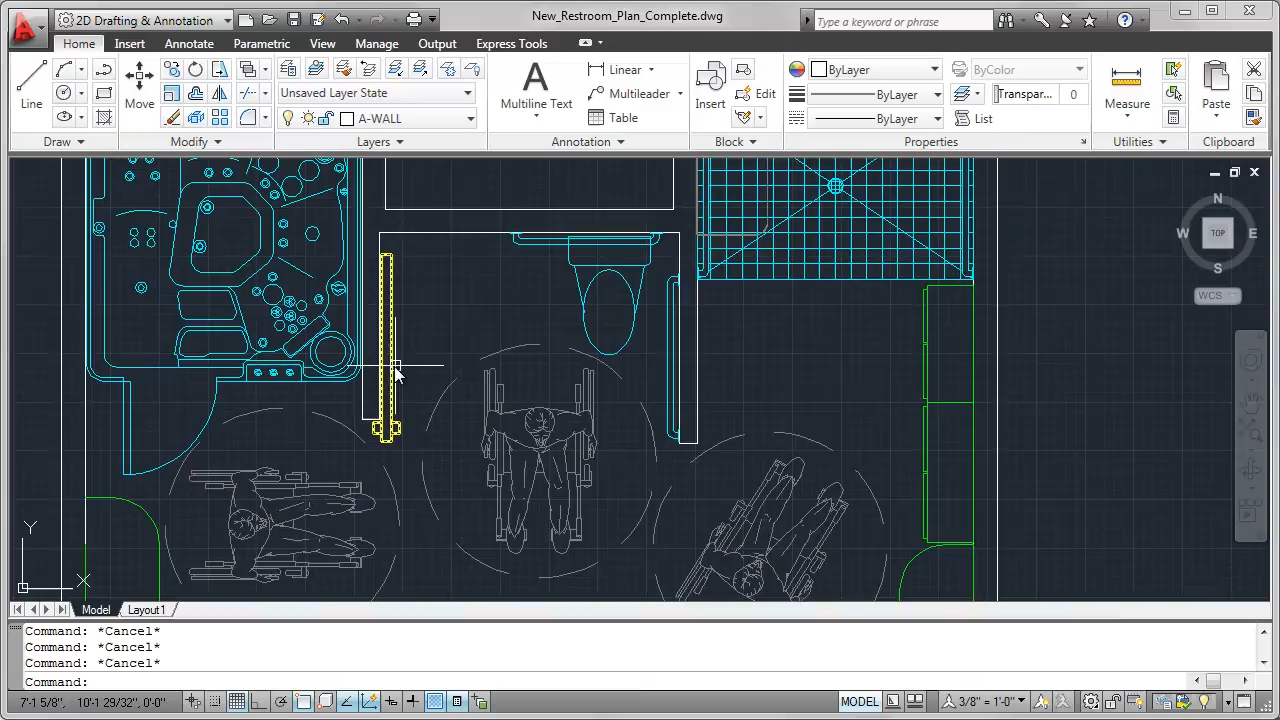 2D Drafting & Annotation
New_Restroom_Plan_Complete.dwg
Type a keyword or phrase
Home Insert Annotate Parametric View Manage Output Express Tools
Line
Move
Unsaved Layer State
A-WALL
Multiline Text
Linear
Multileader
Table
Insert
Edit
ByLayer
ByLayer
ByLayer
ByColor
Transpar...
0
List
Measure
Paste
Draw Modify Layers Annotation Block Properties Utilities Clipboard
N
W TOP E
S
WCS
Y
X
Model Layout1
Command: *Cancel*
Command: *Cancel*
Command: *Cancel*
Command:
7'-1 5/8", 10'-1 29/32", 0'-0"
MODEL
3/8" = 1'-0"